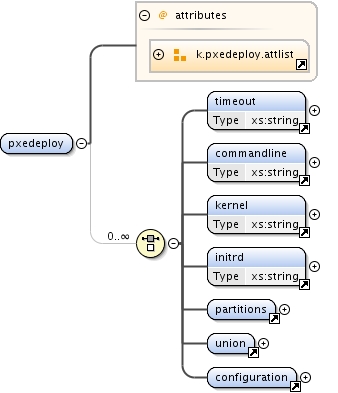 attributes
k.pxedeploy.attlist
timeout
Type xs:string
pxedeploy
commandline
Type xs:string
kernel
Type xs:string
0..∞
initrd
Type xs:string
partitions
union
configuration